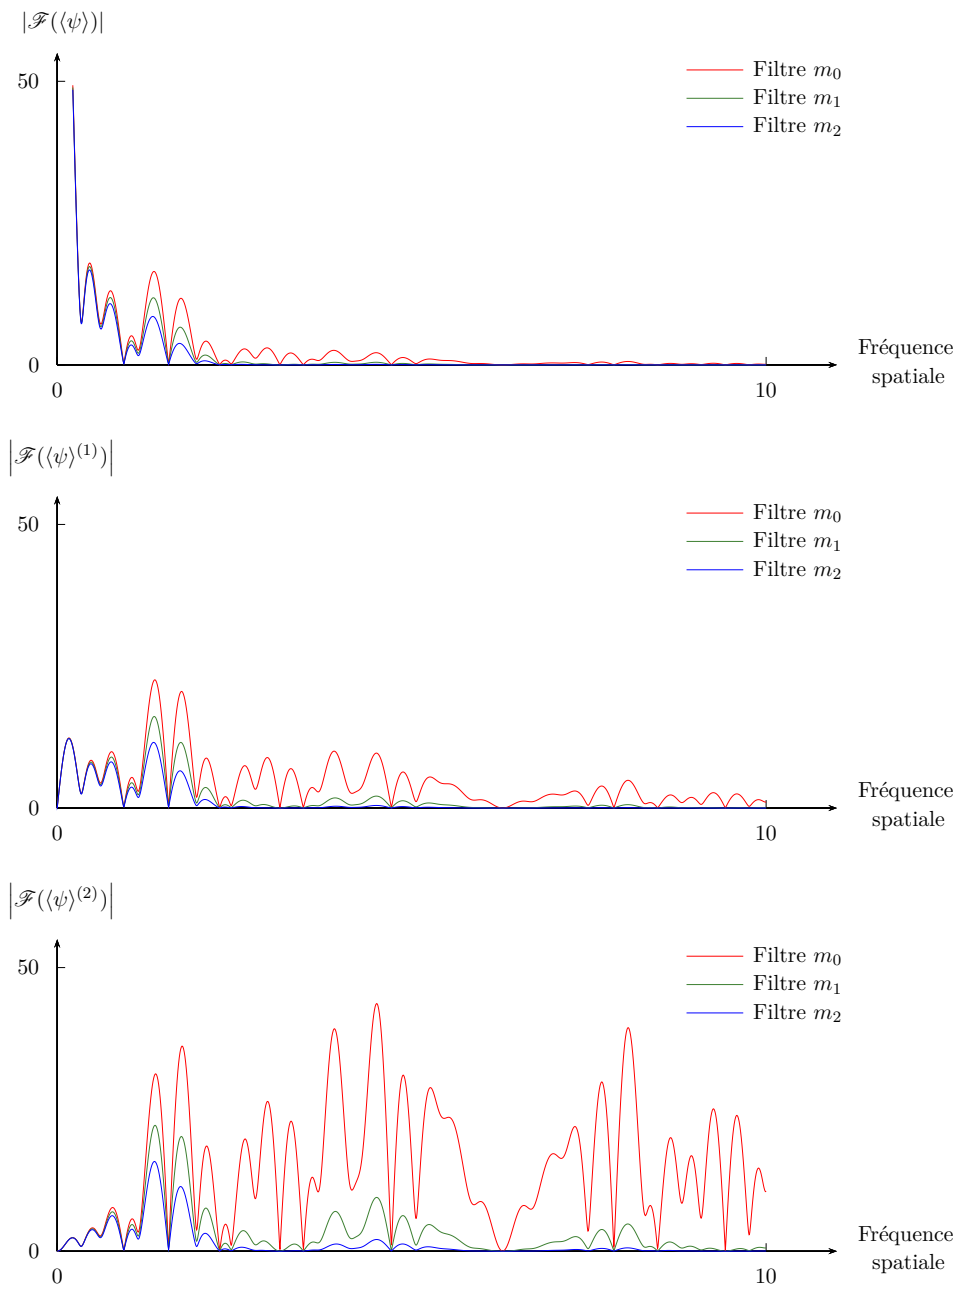 |ℱ(⟨ψ⟩)|
50
Filtre m₀
Filtre m₁
Filtre m₂
0
Fréquence
spatiale
0
10
|ℱ(⟨ψ⟩⁽¹⁾)|
50
Filtre m₀
Filtre m₁
Filtre m₂
0
Fréquence
spatiale
0
10
|ℱ(⟨ψ⟩⁽²⁾)|
50
Filtre m₀
Filtre m₁
Filtre m₂
0
Fréquence
spatiale
0
10